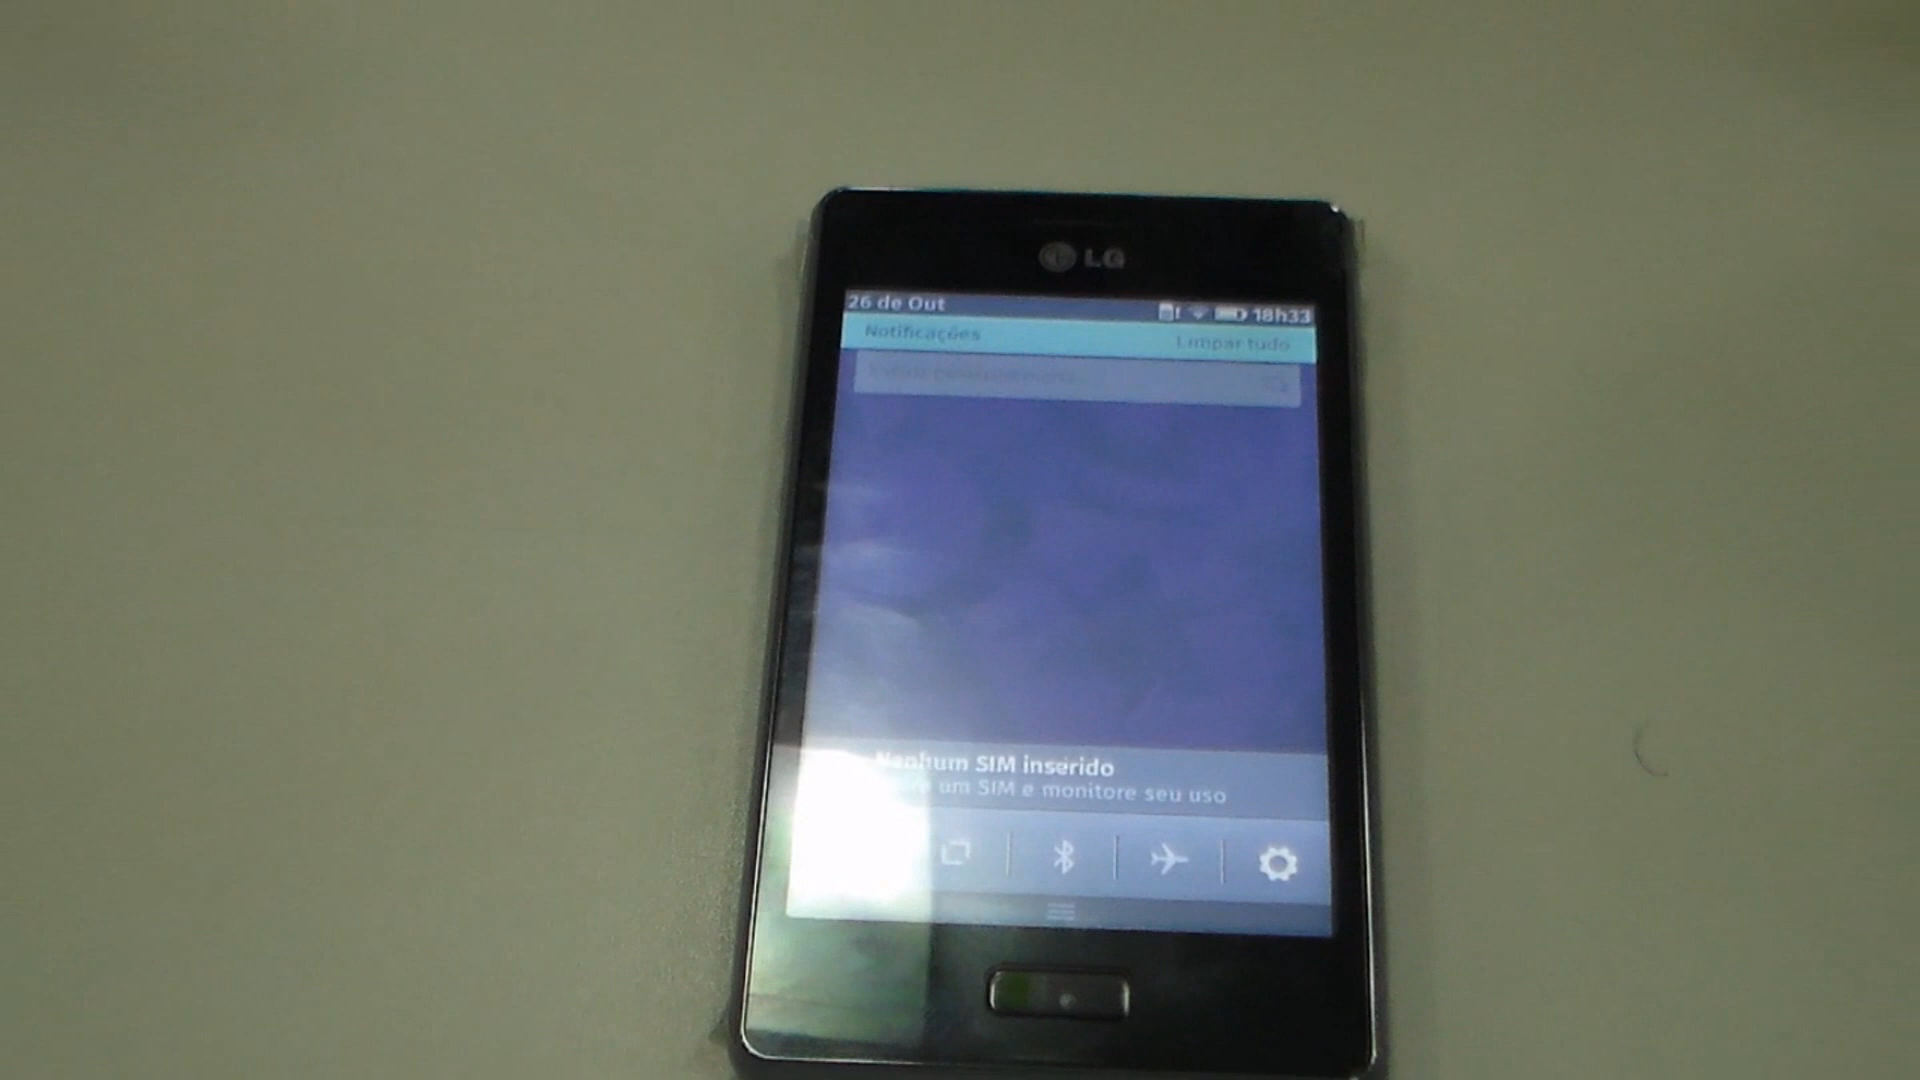 LG
26 de Out 18h33
Notificações Limpar tudo
Nenhum SIM inserido
um SIM e monitore seu uso